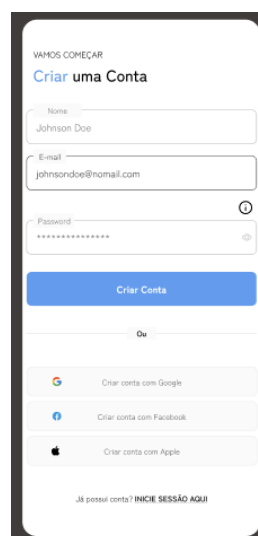 VAMOS COMEÇAR
Criar uma Conta
Nome
Johnson Doe
E-mail
johnsondoe@nomail.com
Password
***************
Criar Conta
Ou
Criar conta com Google
Criar conta com Facebook
Criar conta com Apple
Já possui conta? INICIE SESSÃO AQUI